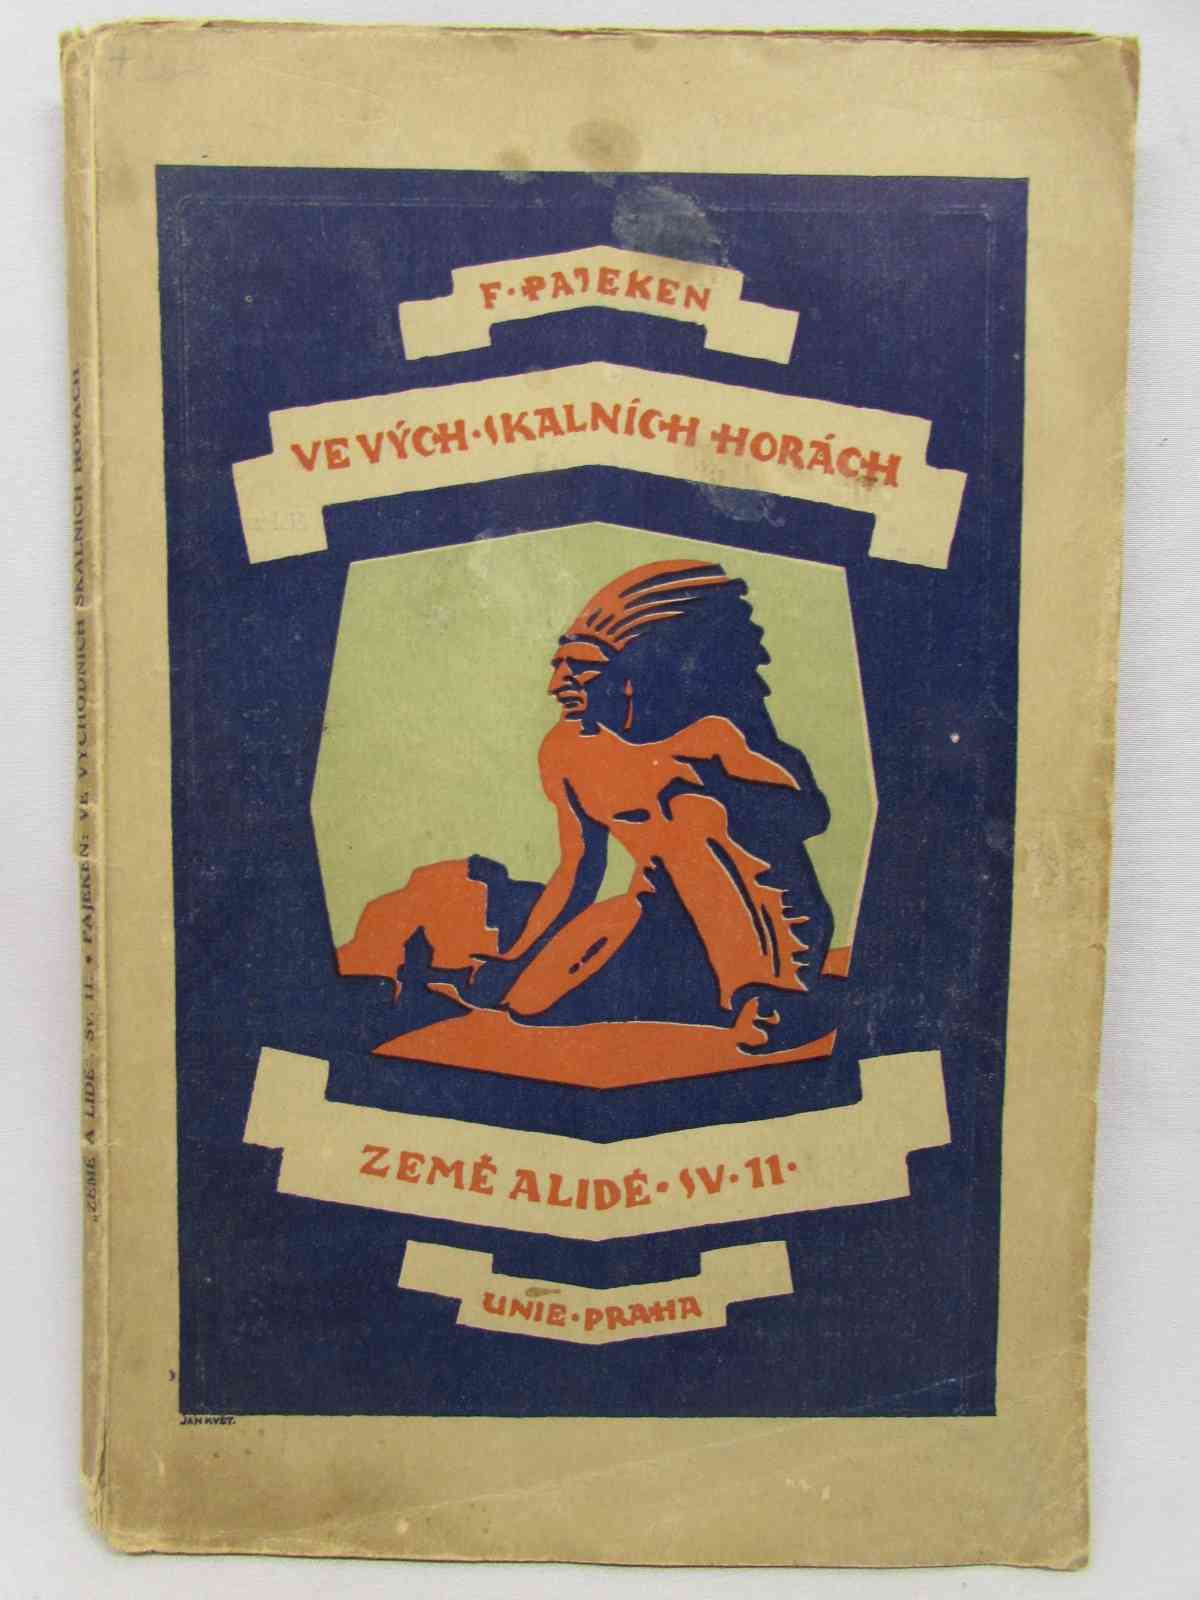 F·PAJEKEN
VE VÝCH·SKALNÍCH HORÁCH
ZEMĚ A LIDÉ·SV·11·
UNIE·PRAHA
JAN KVĚT.
„ZEMĚ A LIDÉ“. Sv. 11. * PAJEKEN: VE VÝCHODNÍCH SKALNÍCH HORÁCH.